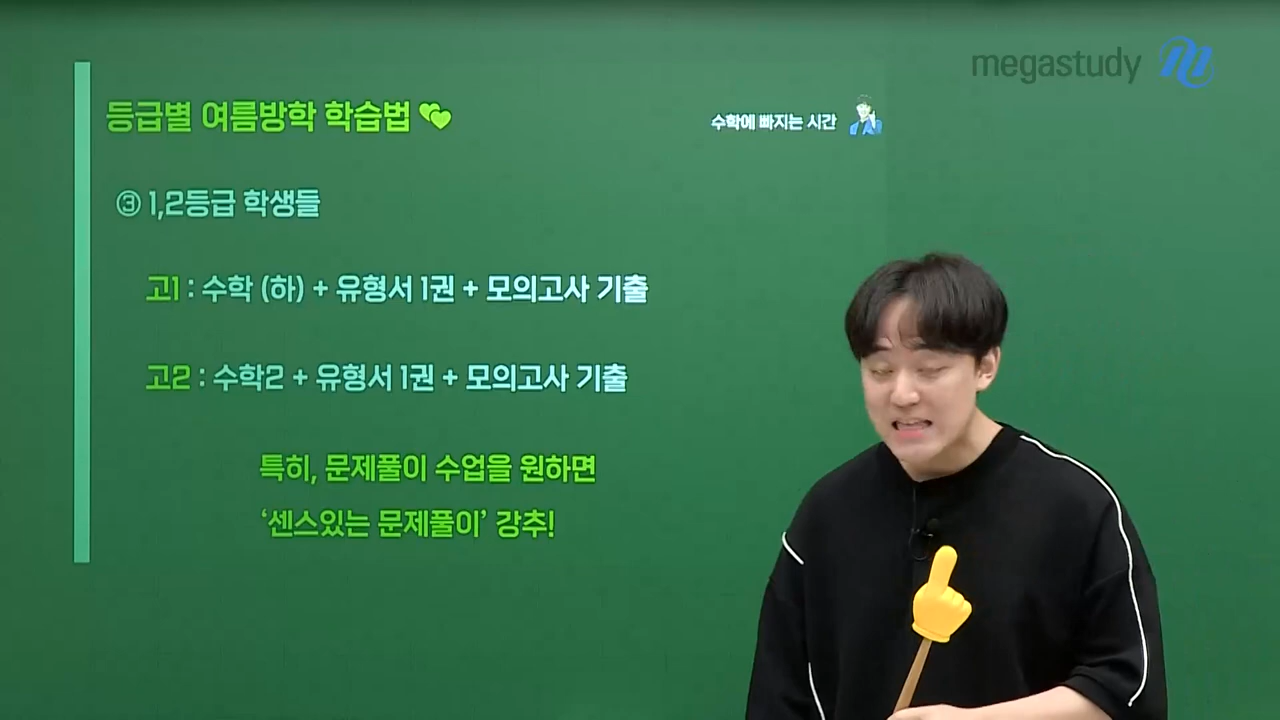 megastudy
등급별 여름방학 학습법
수학에 빠지는 시간
③ 1,2등급 학생들
고1 : 수학 (하) + 유형서 1권 + 모의고사 기출
고2 : 수학2 + 유형서 1권 + 모의고사 기출
특히, 문제풀이 수업을 원하면
‘센스있는 문제풀이’ 강추!